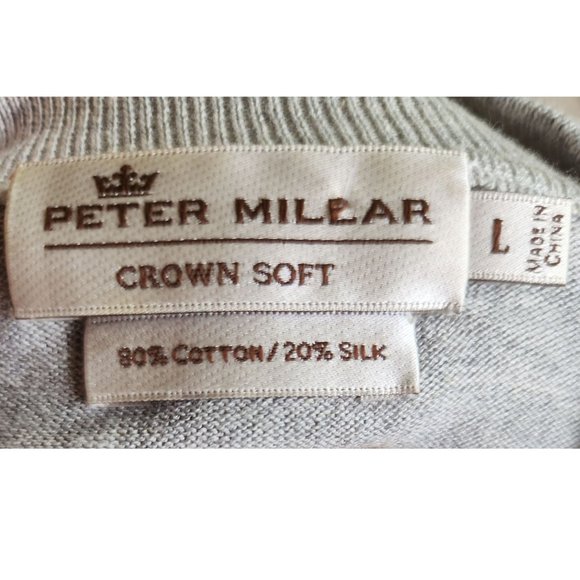 PETER MILLAR
CROWN SOFT
80% COTTON / 20% SILK
L
MADE IN
CHINA